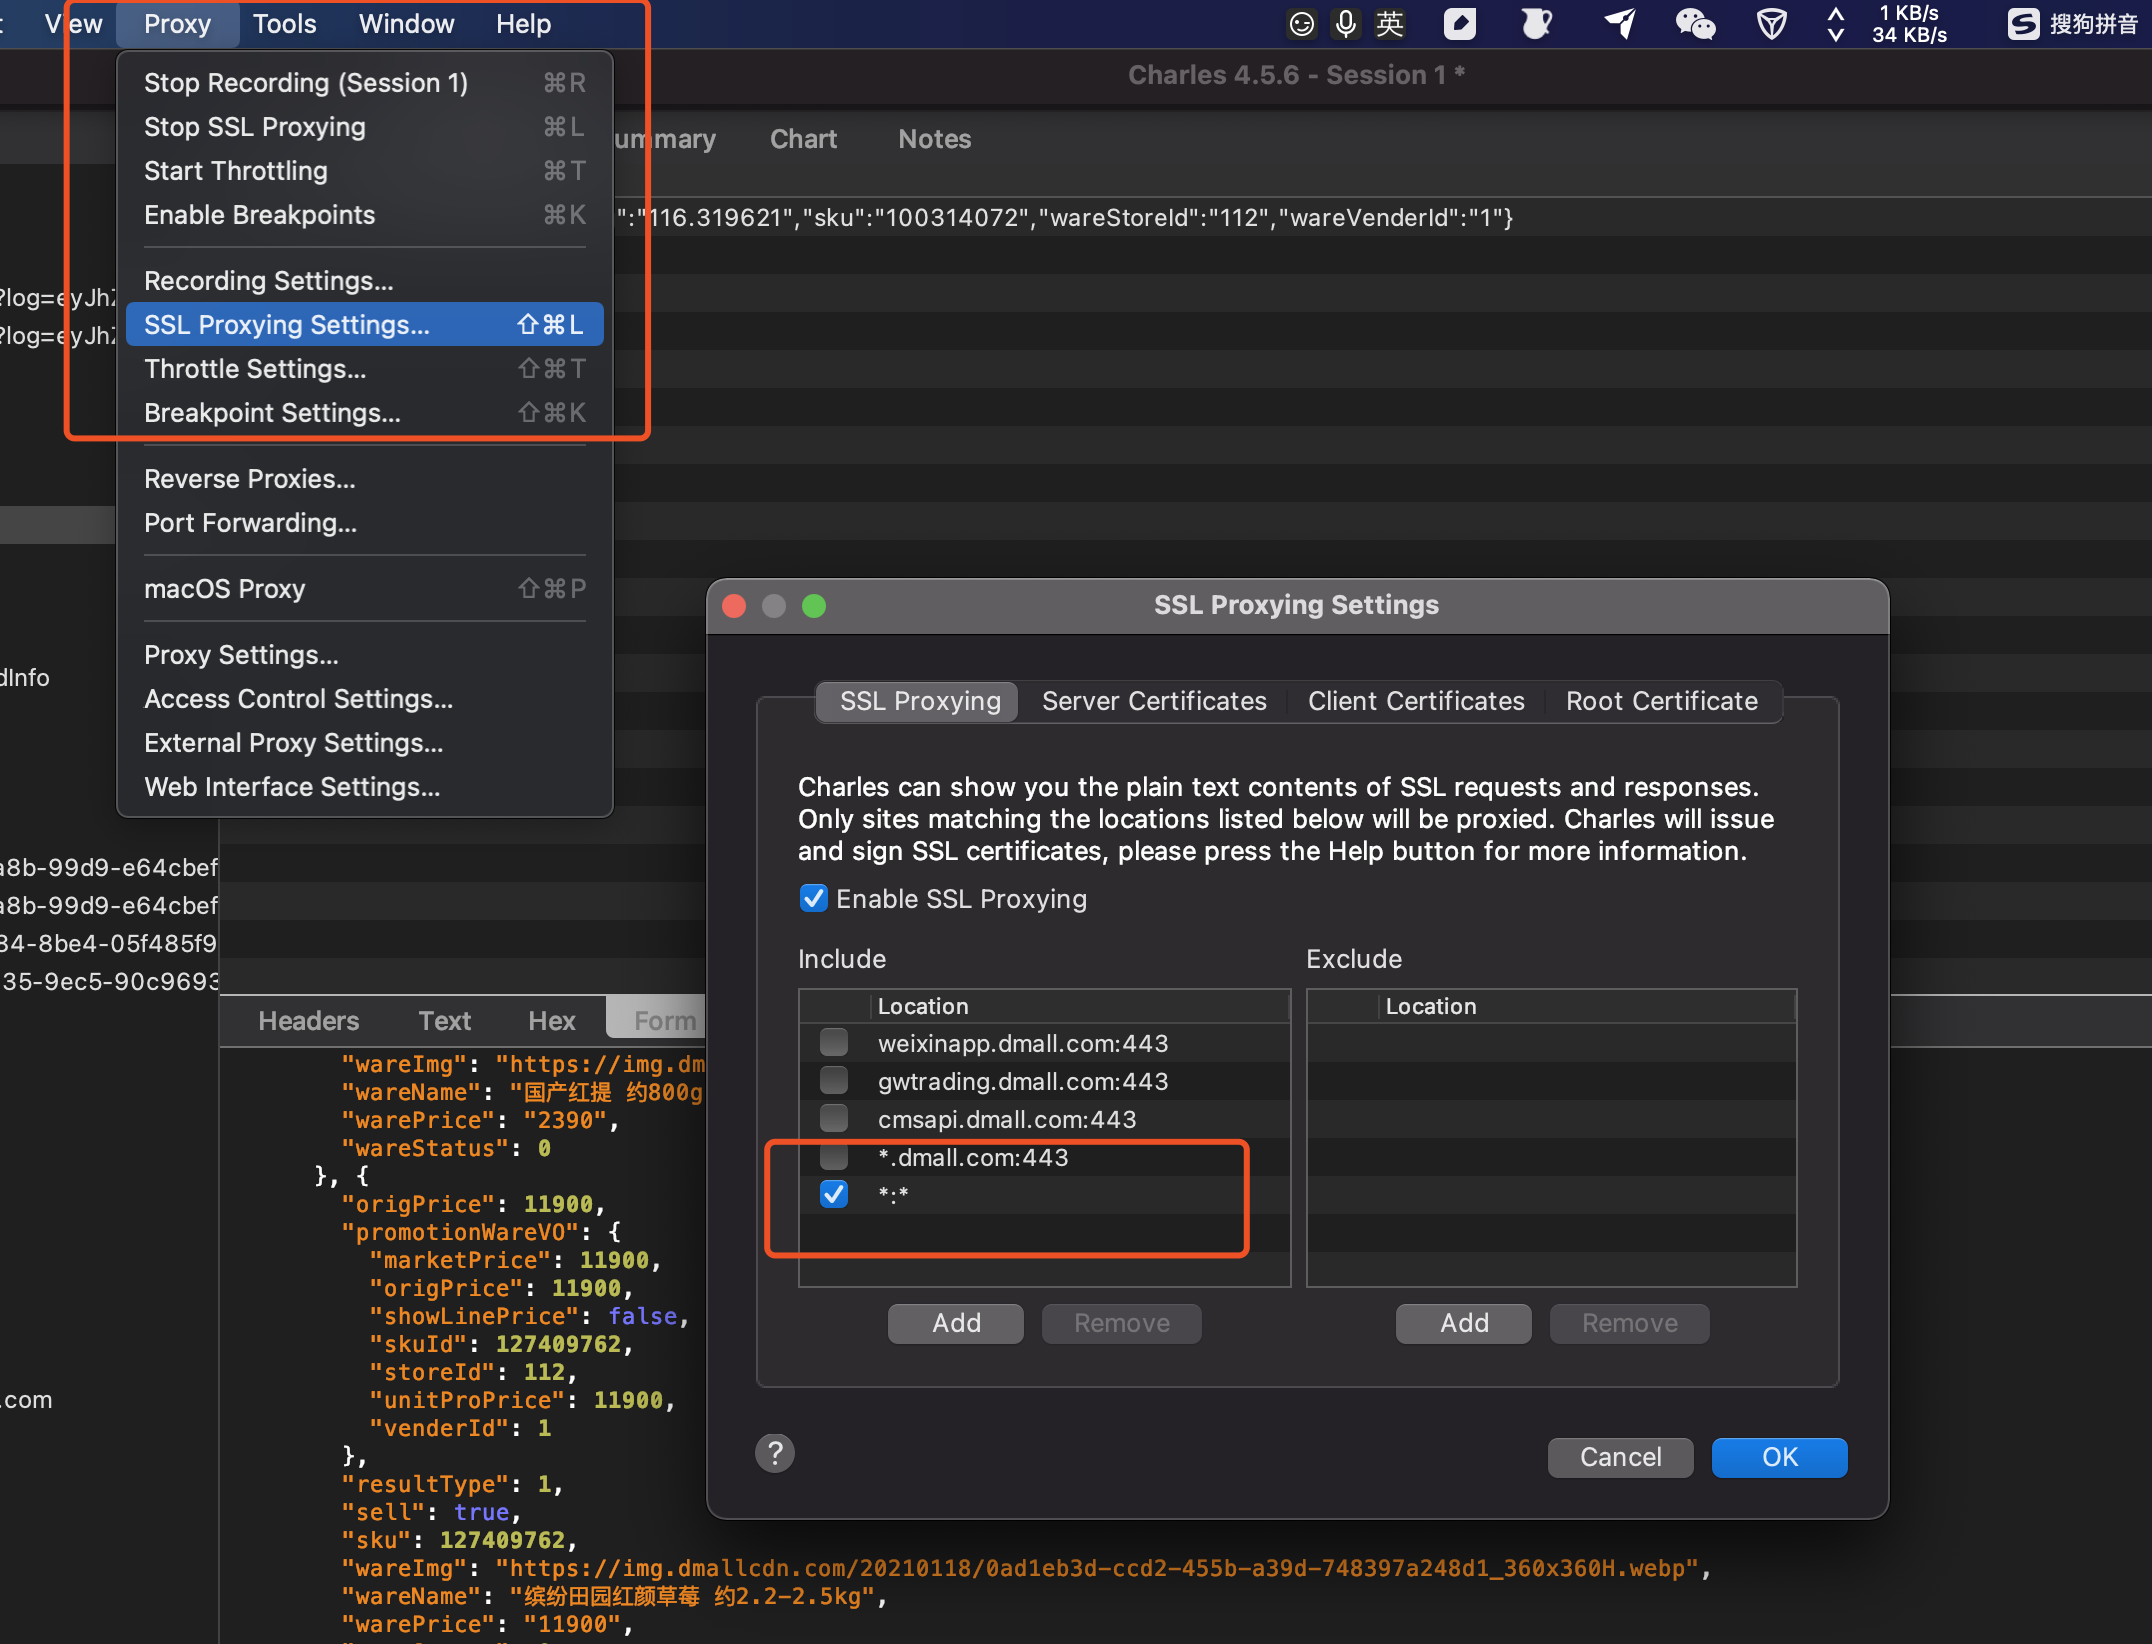 View Proxy Tools Window Help 英 1 KB/s 34 KB/s 搜狗拼音
Charles 4.5.6 - Session 1 *
Stop Recording (Session 1) ⌘R
Stop SSL Proxying ⌘L
Start Throttling ⌘T
Enable Breakpoints ⌘K
Recording Settings...
SSL Proxying Settings... ⇧⌘L
Throttle Settings... ⇧⌘T
Breakpoint Settings... ⇧⌘K
Reverse Proxies...
Port Forwarding...
macOS Proxy ⇧⌘P
Proxy Settings...
Access Control Settings...
External Proxy Settings...
Web Interface Settings...
ummary Chart Notes
":"116.319621","sku":"100314072","wareStoreId":"112","wareVenderId":"1"}
?log=eyJh
?log=eyJh
dInfo
a8b-99d9-e64cbef
a8b-99d9-e64cbef
34-8be4-05f485f9
35-9ec5-90c9693
.com
SSL Proxying Settings
SSL Proxying Server Certificates Client Certificates Root Certificate
Charles can show you the plain text contents of SSL requests and responses.
Only sites matching the locations listed below will be proxied. Charles will issue
and sign SSL certificates, please press the Help button for more information.
Enable SSL Proxying
Include Exclude
Location Location
weixinapp.dmall.com:443
gwtrading.dmall.com:443
cmsapi.dmall.com:443
*.dmall.com:443
*:*
Add Remove Add Remove
? Cancel OK
Headers Text Hex Form
"wareImg": "https://img.dm
"wareName": "国产红提 约800g
"warePrice": "2390",
"wareStatus": 0
}, {
"origPrice": 11900,
"promotionWareVO": {
"marketPrice": 11900,
"origPrice": 11900,
"showLinePrice": false,
"skuId": 127409762,
"storeId": 112,
"unitProPrice": 11900,
"venderId": 1
},
"resultType": 1,
"sell": true,
"sku": 127409762,
"wareImg": "https://img.dmallcdn.com/20210118/0ad1eb3d-ccd2-455b-a39d-748397a248d1_360x360H.webp",
"wareName": "缤纷田园红颜草莓 约2.2-2.5kg",
"warePrice": "11900",